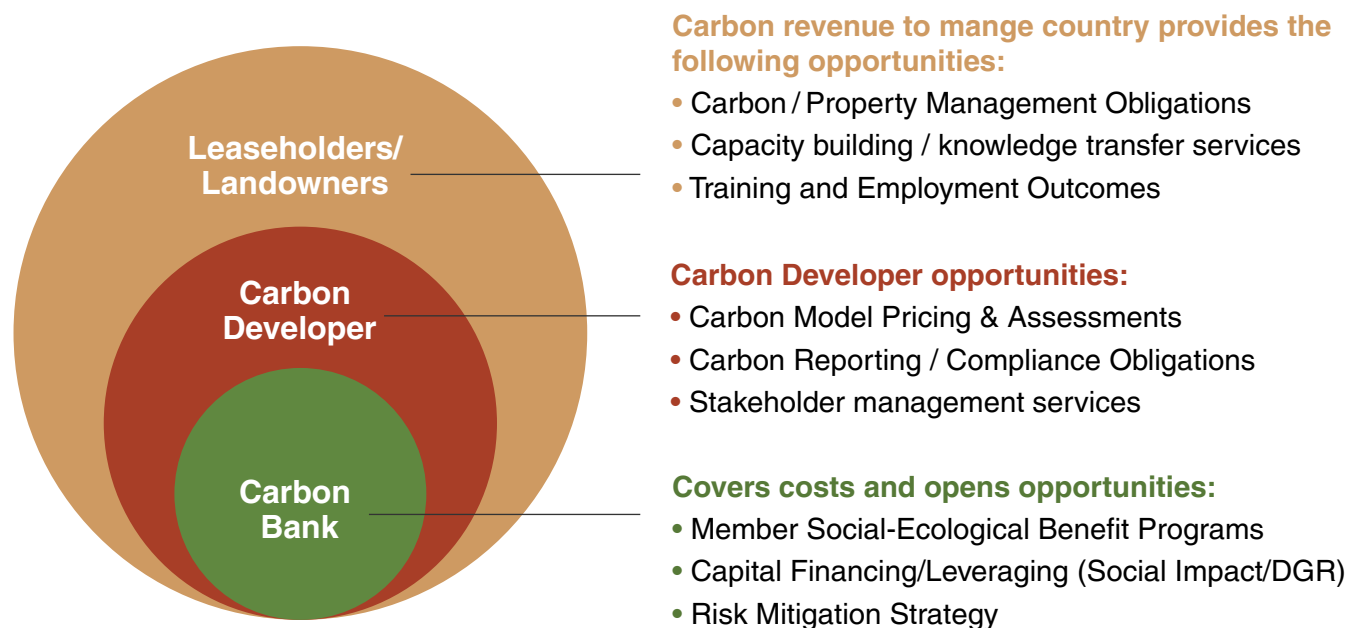 Leaseholders/
Landowners
Carbon
Developer
Carbon
Bank
Carbon revenue to mange country provides the
following opportunities:
• Carbon / Property Management Obligations
• Capacity building / knowledge transfer services
• Training and Employment Outcomes
Carbon Developer opportunities:
• Carbon Model Pricing & Assessments
• Carbon Reporting / Compliance Obligations
• Stakeholder management services
Covers costs and opens opportunities:
• Member Social-Ecological Benefit Programs
• Capital Financing/Leveraging (Social Impact/DGR)
• Risk Mitigation Strategy